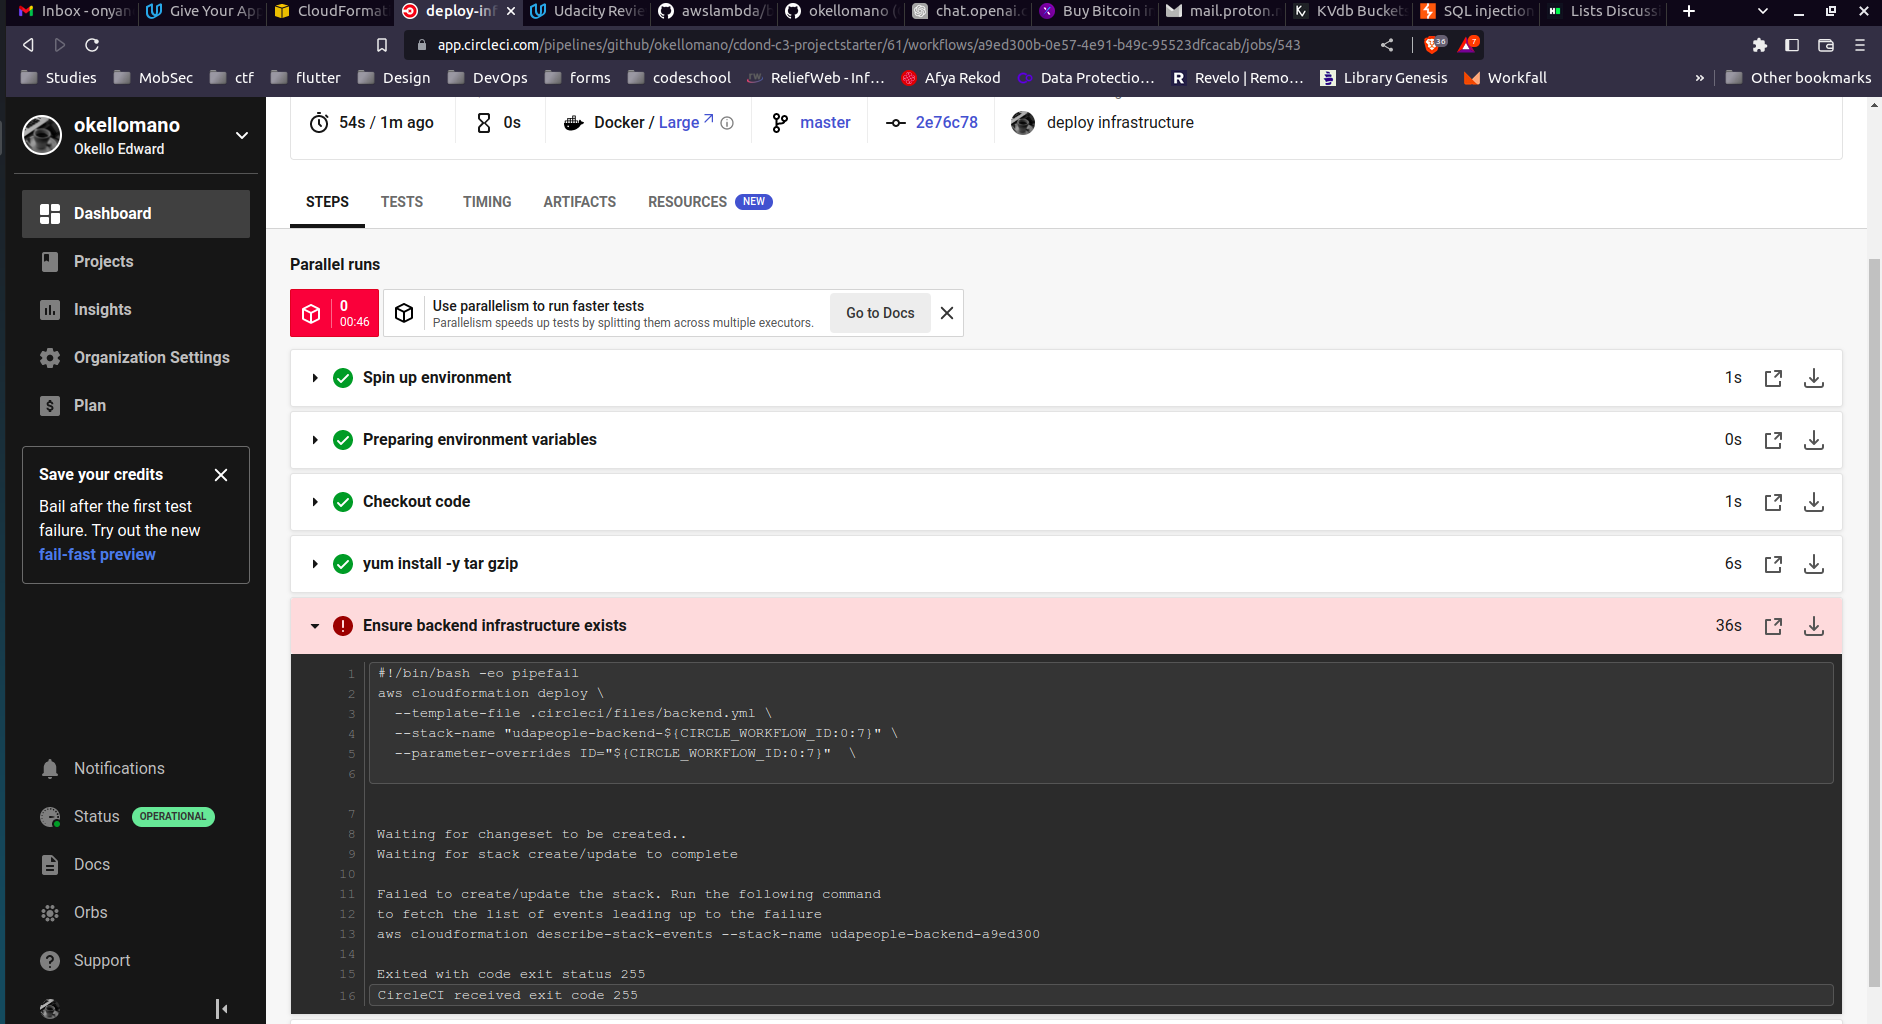 Inbox - onyan
Give Your App
CloudFormat
deploy-inf
Udacity Revie
awslambda/b
okellomano (
chat.openai.c
Buy Bitcoin in
mail.proton.n
KVdb Bucket
SQL injection
Lists Discussi
app.circleci.com/pipelines/github/okellomano/cdond-c3-projectstarter/61/workflows/a9ed300b-0e57-4e91-b49c-95523dfcacab/jobs/543
36
7
Studies
MobSec
ctf
flutter
Design
DevOps
forms
codeschool
rw
ReliefWeb - Inf...
Afya Rekod
Data Protectio...
R
Revelo | Remo...
Library Genesis
Workfall
»
Other bookmarks
okellomano
Okello Edward
Dashboard
Projects
Insights
Organization Settings
Plan
Save your credits
Bail after the first test
failure. Try out the new
fail-fast preview
Notifications
Status OPERATIONAL
Docs
Orbs
Support
54s / 1m ago
0s
Docker / Large
master
2e76c78
deploy infrastructure
STEPS
TESTS
TIMING
ARTIFACTS
RESOURCES NEW
Parallel runs
0
00:46
Use parallelism to run faster tests
Parallelism speeds up tests by splitting them across multiple executors.
Go to Docs
Spin up environment 1s
Preparing environment variables 0s
Checkout code 1s
yum install -y tar gzip 6s
Ensure backend infrastructure exists 36s
1 #!/bin/bash -eo pipefail
2 aws cloudformation deploy \
3 --template-file .circleci/files/backend.yml \
4 --stack-name "udapeople-backend-${CIRCLE_WORKFLOW_ID:0:7}" \
5 --parameter-overrides ID="${CIRCLE_WORKFLOW_ID:0:7}" \
6
7
8 Waiting for changeset to be created..
9 Waiting for stack create/update to complete
10
11 Failed to create/update the stack. Run the following command
12 to fetch the list of events leading up to the failure
13 aws cloudformation describe-stack-events --stack-name udapeople-backend-a9ed300
14
15 Exited with code exit status 255
16 CircleCI received exit code 255